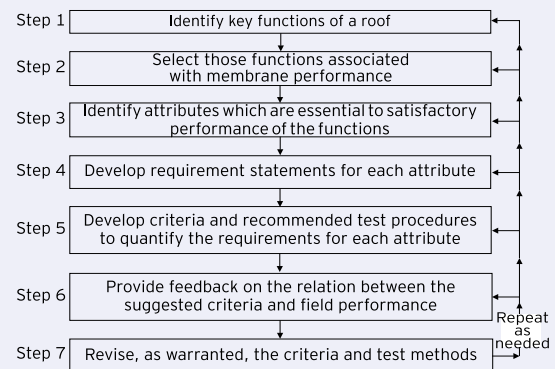 Step 1 Identify key functions of a roof
Step 2 Select those functions associated
with membrane performance
Step 3 Identify attributes which are essential to satisfactory
performance of the functions
Step 4 Develop requirement statements for each attribute
Step 5 Develop criteria and recommended test procedures
to quantify the requirements for each attribute
Step 6 Provide feedback on the relation between the
suggested criteria and field performance
Step 7 Revise, as warranted, the criteria and test methods
Repeat
as
needed